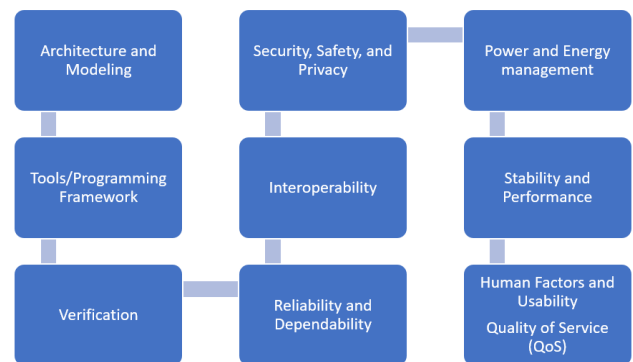 Architecture and
Modeling
Tools/Programming
Framework
Verification
Reliability and
Dependability
Interoperability
Security, Safety, and
Privacy
Power and Energy
management
Stability and
Performance
Human Factors and
Usability
Quality of Service
(QoS)